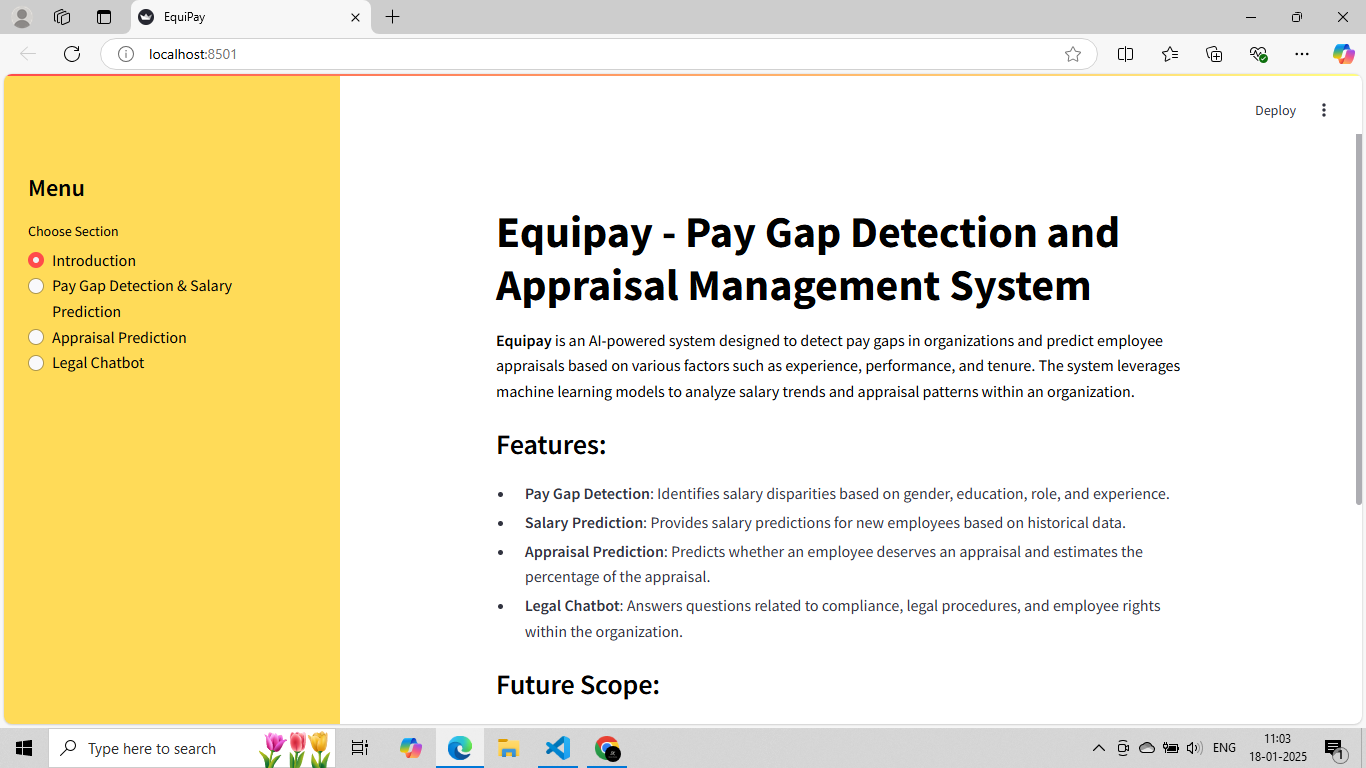 EquiPay
localhost:8501
Deploy
Menu
Choose Section
Introduction
Pay Gap Detection & Salary
Prediction
Appraisal Prediction
Legal Chatbot
Equipay - Pay Gap Detection and
Appraisal Management System
Equipay is an AI-powered system designed to detect pay gaps in organizations and predict employee
appraisals based on various factors such as experience, performance, and tenure. The system leverages
machine learning models to analyze salary trends and appraisal patterns within an organization.
Features:
• Pay Gap Detection: Identifies salary disparities based on gender, education, role, and experience.
• Salary Prediction: Provides salary predictions for new employees based on historical data.
• Appraisal Prediction: Predicts whether an employee deserves an appraisal and estimates the
percentage of the appraisal.
• Legal Chatbot: Answers questions related to compliance, legal procedures, and employee rights
within the organization.
Future Scope:
Type here to search
ENG
11:03
18-01-2025
1